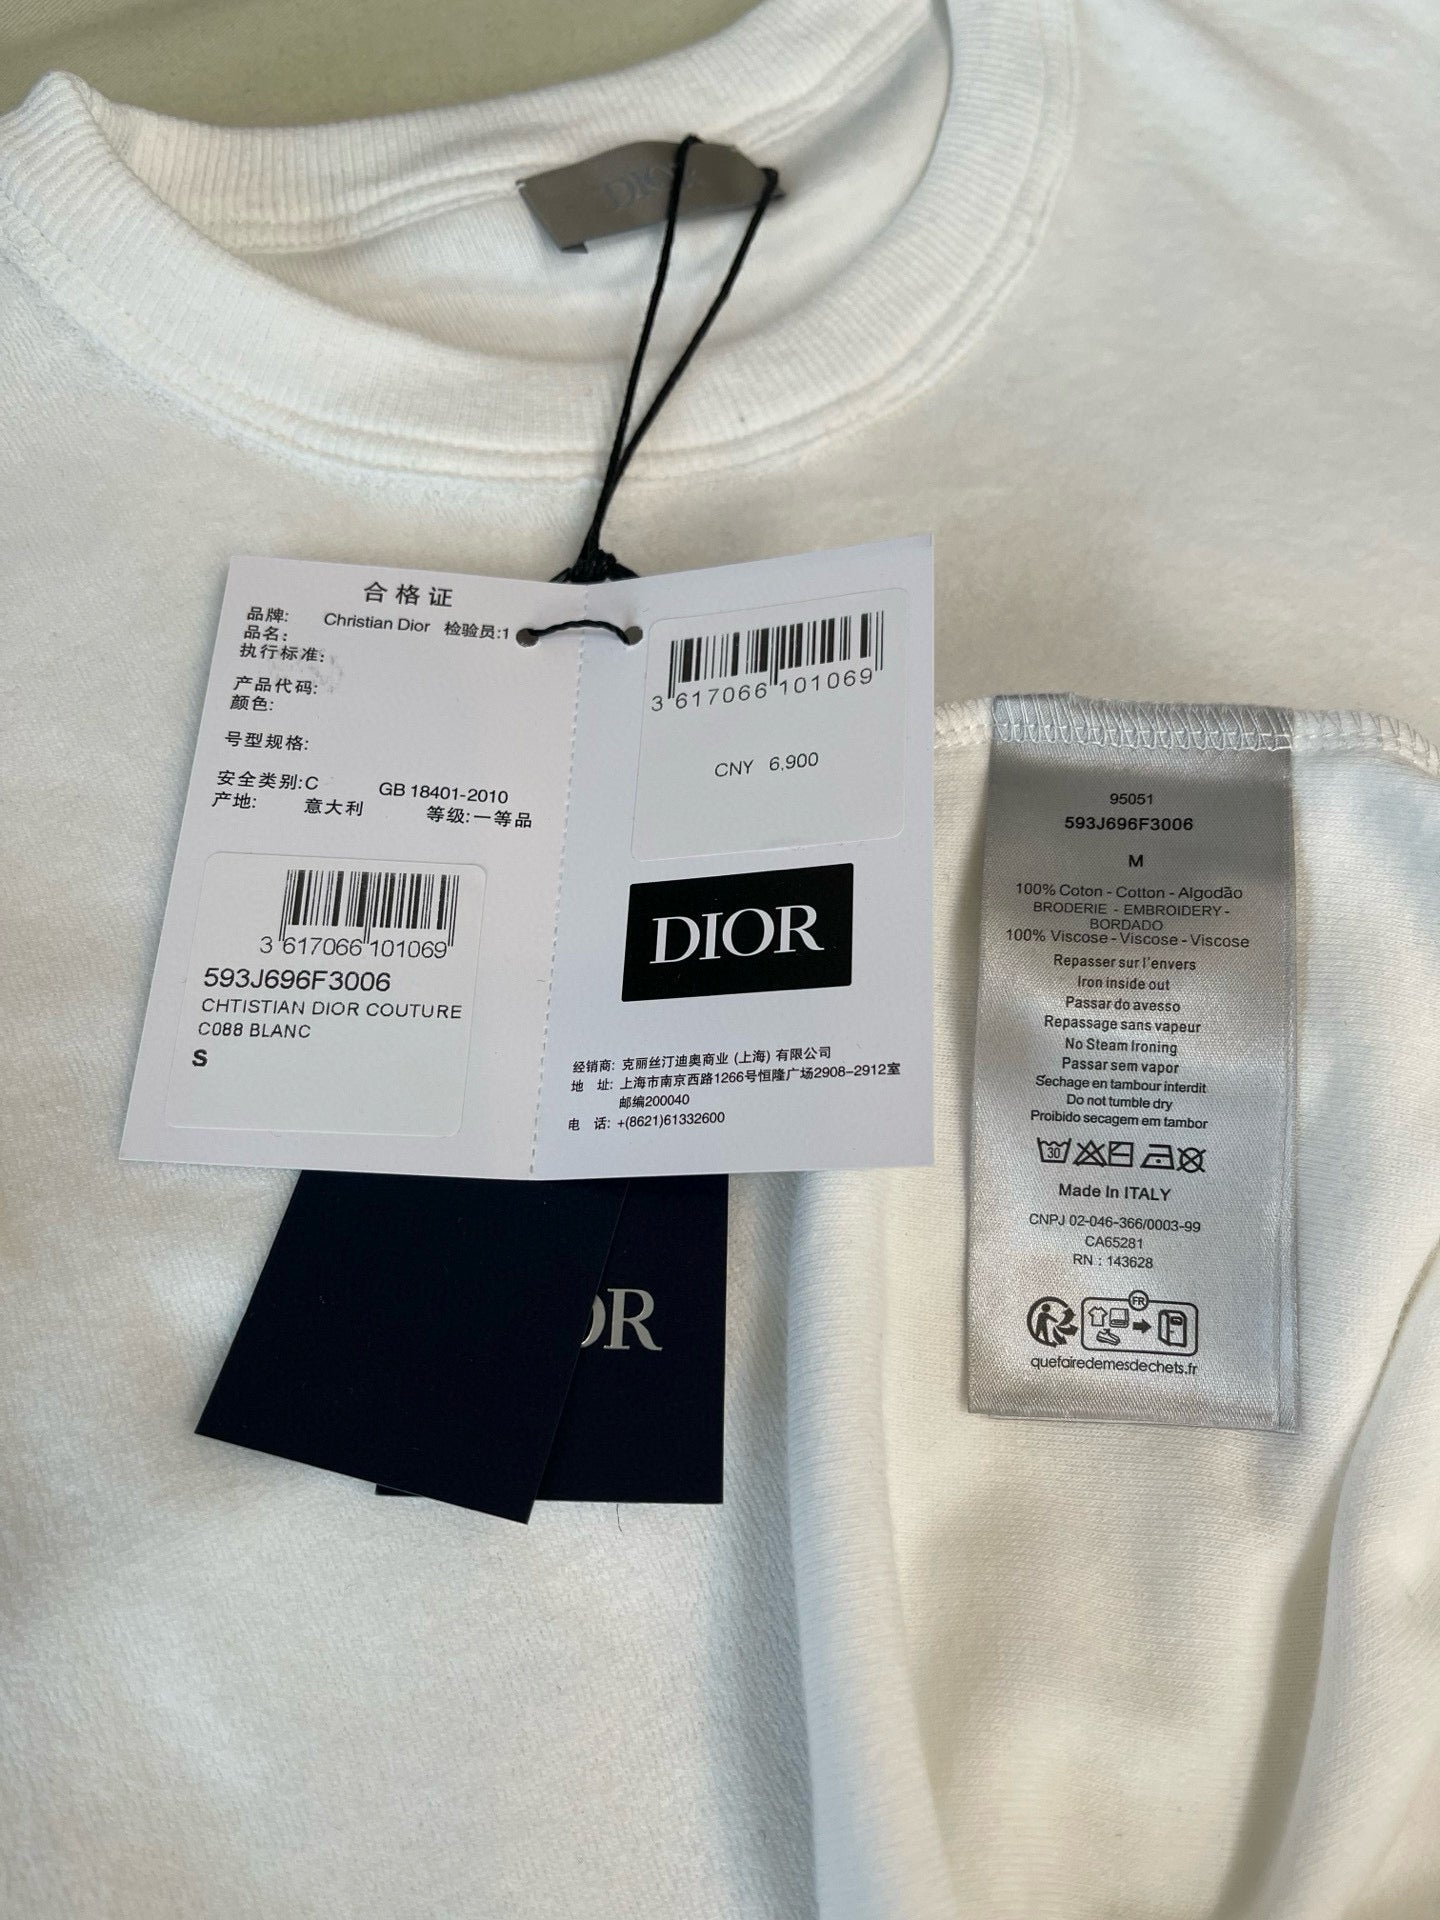 DIOR
合格证
品牌: Christian Dior 检验员:1
品名:
执行标准:
产品代码:
颜色:
号型规格:
安全类别:C GB 18401-2010
产地: 意大利 等级:一等品
3 617066 101069
593J696F3006
CHTISTIAN DIOR COUTURE
C088 BLANC
S
3 617066 101069
CNY 6,900
DIOR
经销商: 克丽丝汀迪奥商业 (上海) 有限公司
地 址: 上海市南京西路1266号恒隆广场2908-2912室
邮编200040
电 话: +(8621)61332600
OR
95051
593J696F3006
M
100% Coton - Cotton - Algodão
BRODERIE - EMBROIDERY -
BORDADO
100% Viscose - Viscose - Viscose
Repasser sur l'envers
Iron inside out
Passar do avesso
Repassage sans vapeur
No Steam Ironing
Passar sem vapor
Séchage en tambour interdit
Do not tumble dry
Proibido secagem em tambor
30
Made In ITALY
CNPJ 02-046-366/0003-99
CA65281
RN : 143628
FR
quefairedemesdechets.fr